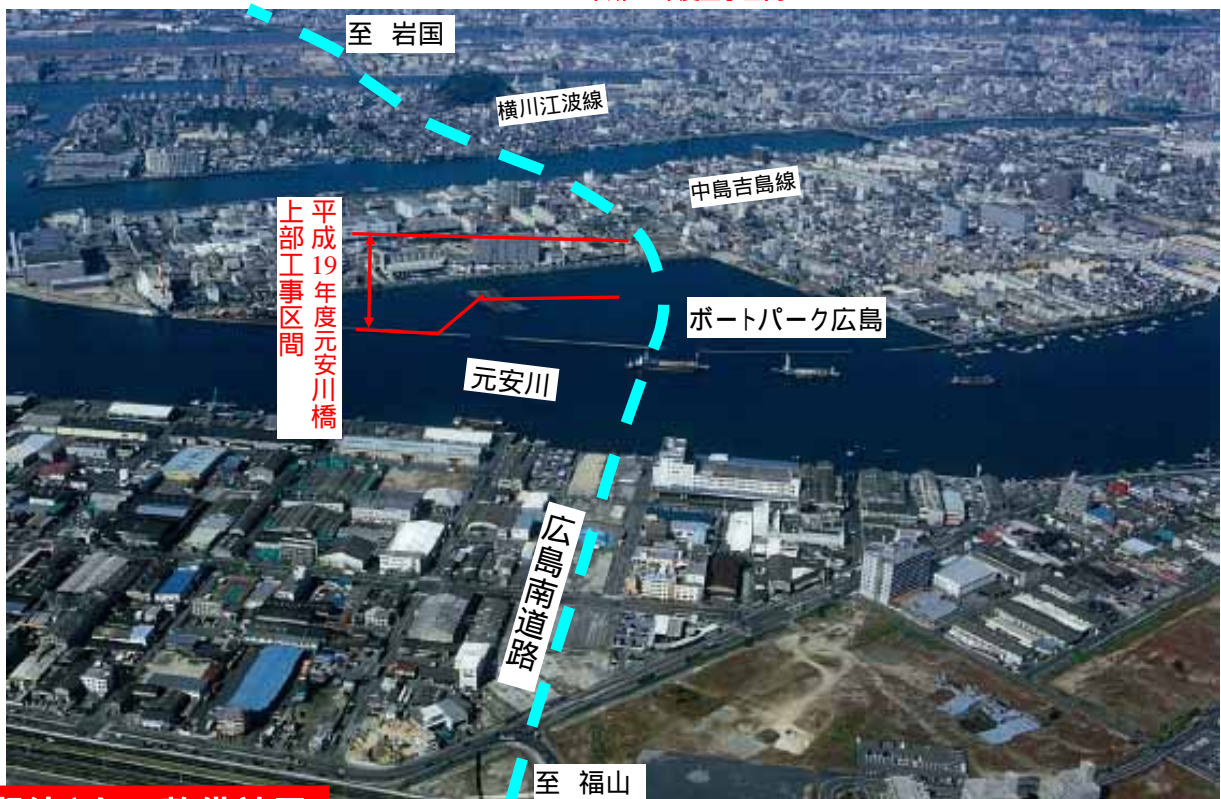 至 岩国
横川江波線
中島吉島線
平成19年度元安川橋
上部工事区間
ボートパーク広島
元安川
広島南道路
至 福山